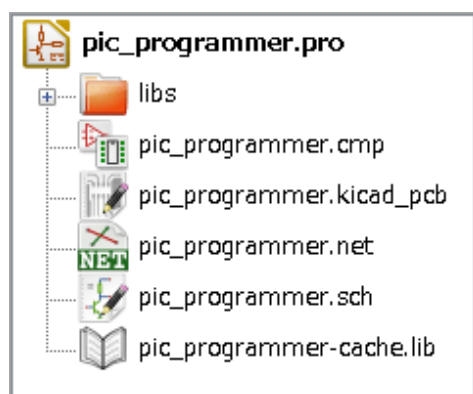 pic_programmer.pro
libs
pic_programmer.cmp
pic_programmer.kicad_pcb
NET pic_programmer.net
pic_programmer.sch
pic_programmer-cache.lib